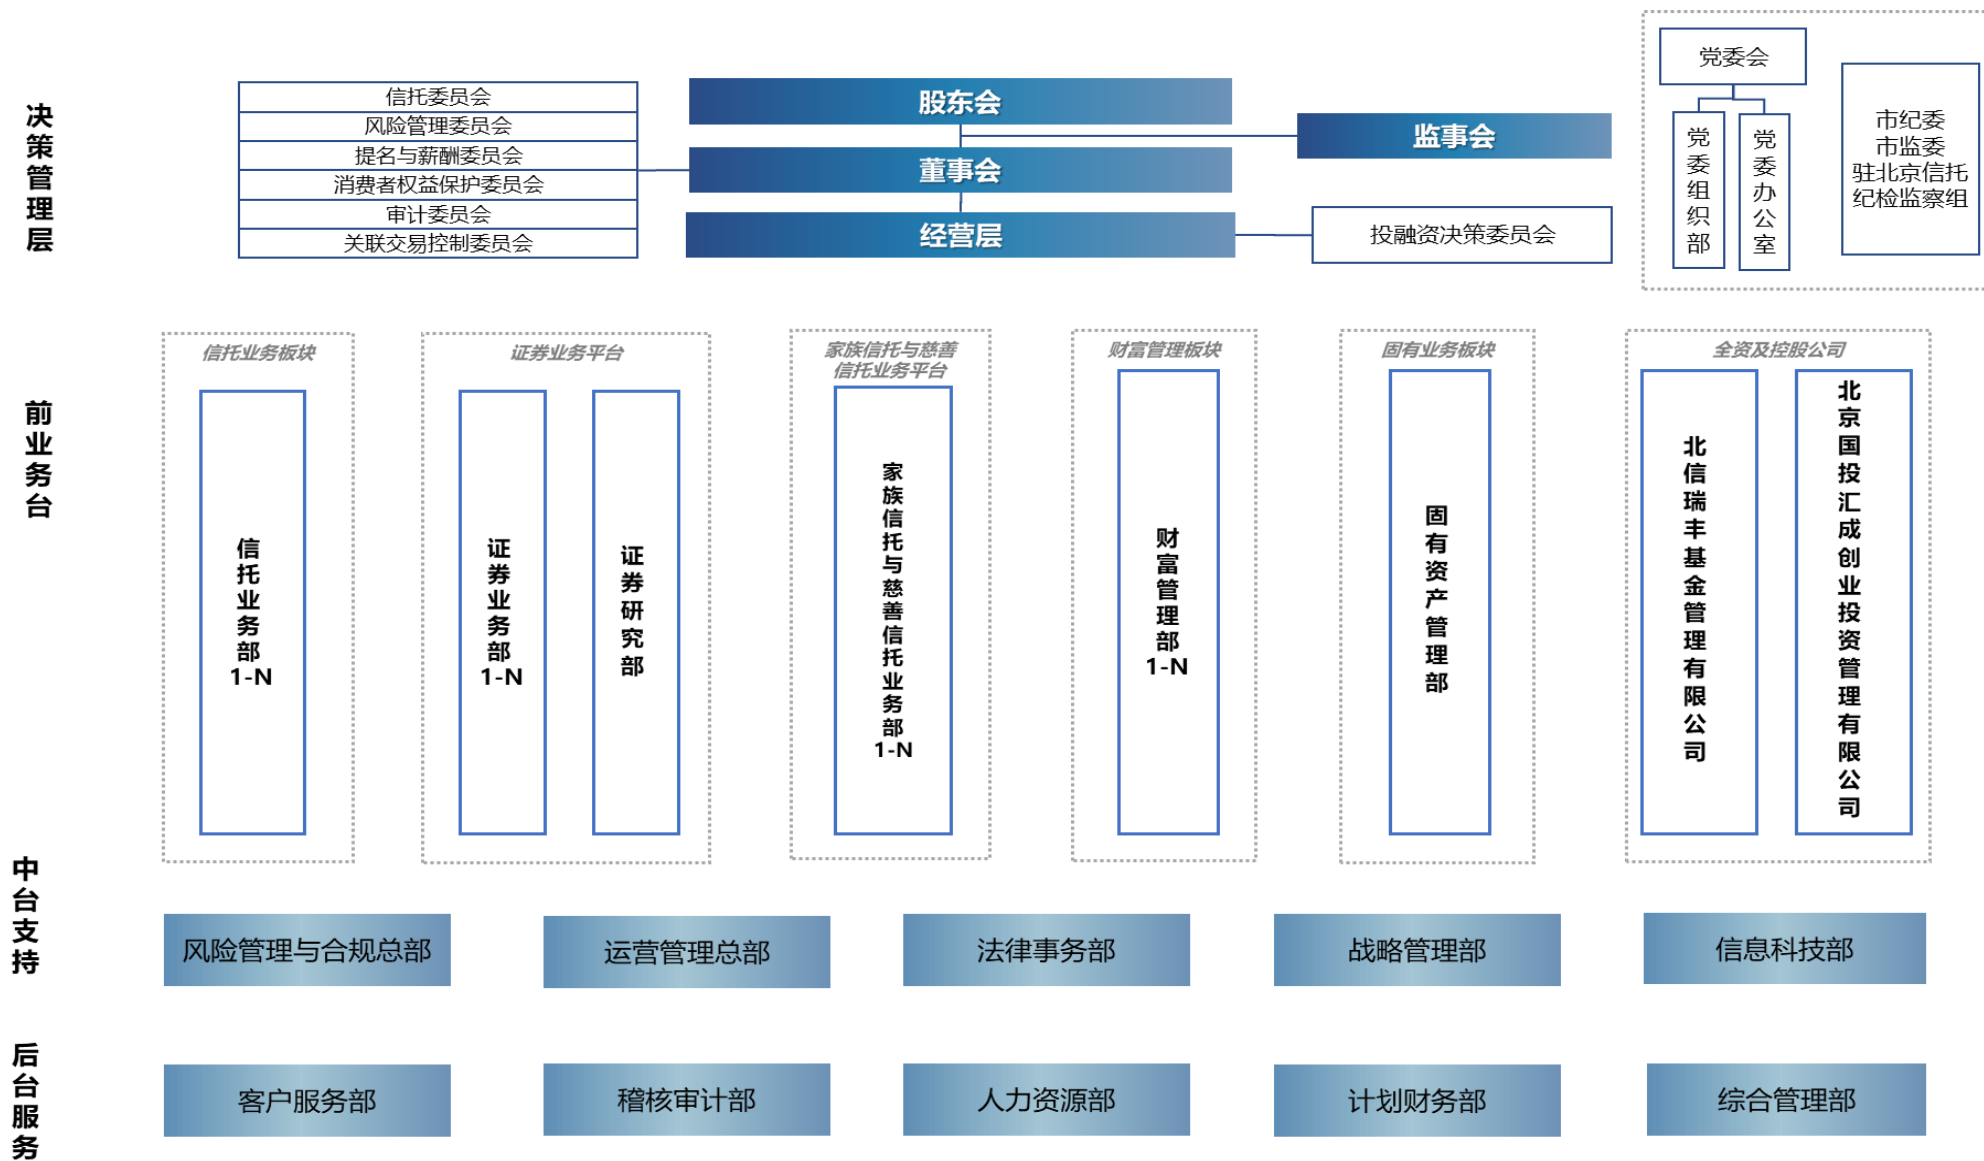 决策管理层
信托委员会
风险管理委员会
提名与薪酬委员会
消费者权益保护委员会
审计委员会
关联交易控制委员会
股东会
董事会
经营层
监事会
投融资决策委员会
党委会
党委组织部
党委办公室
市纪委
市监委
驻北京信托
纪检监察组
前业务台
信托业务板块
信托业务部
1-N
证券业务平台
证券业务部
1-N
证券研究部
家族信托与慈善
信托业务平台
家族信托与慈善信托业务部
1-N
财富管理板块
财富管理部
1-N
固有业务板块
固有资产管理部
全资及控股公司
北信瑞丰基金管理有限公司
北京国投汇成创业投资管理有限公司
中台支持
风险管理与合规总部
运营管理总部
法律事务部
战略管理部
信息科技部
后台服务
客户服务部
稽核审计部
人力资源部
计划财务部
综合管理部